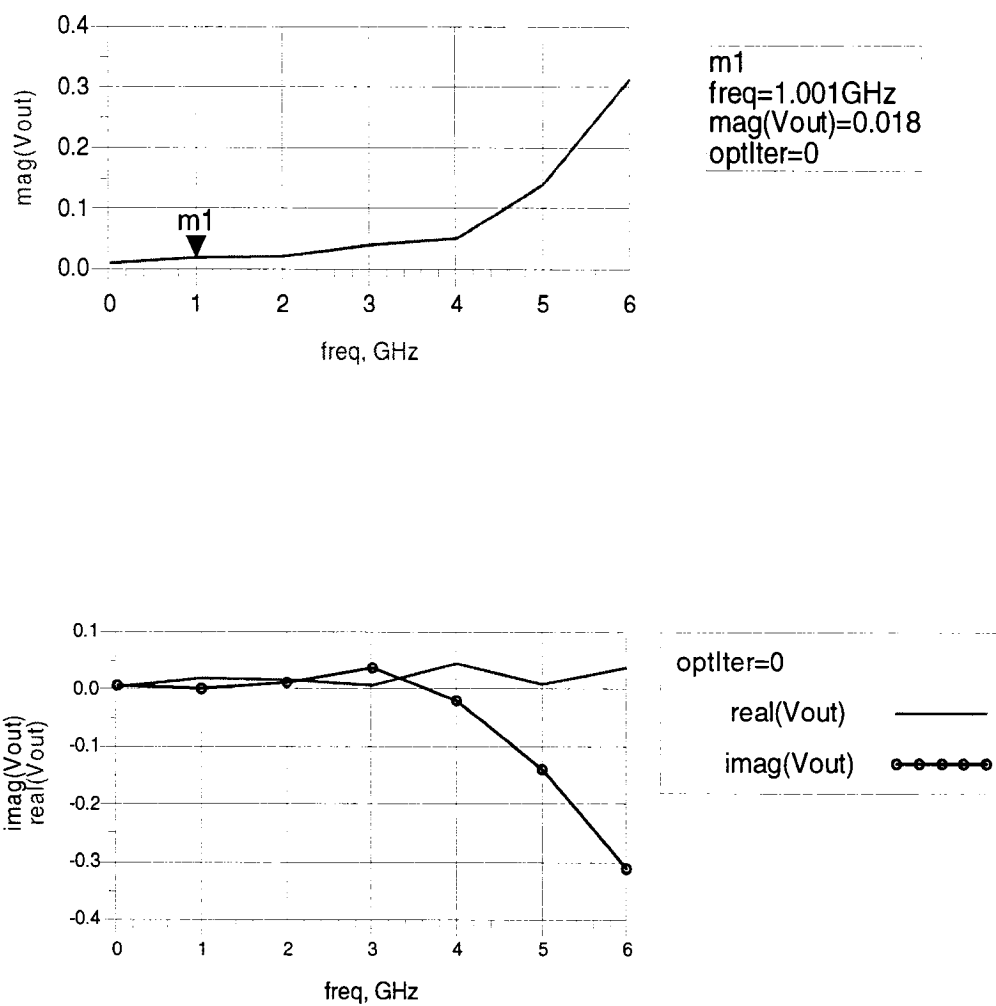 0.4
0.3
0.2
0.1
0.0
mag(Vout)
m1
0 1 2 3 4 5 6
freq, GHz
m1
freq=1.001GHz
mag(Vout)=0.018
optIter=0
0.1
0.0
-0.1
-0.2
-0.3
-0.4
imag(Vout)
real(Vout)
0 1 2 3 4 5 6
freq, GHz
optIter=0
real(Vout)
imag(Vout)